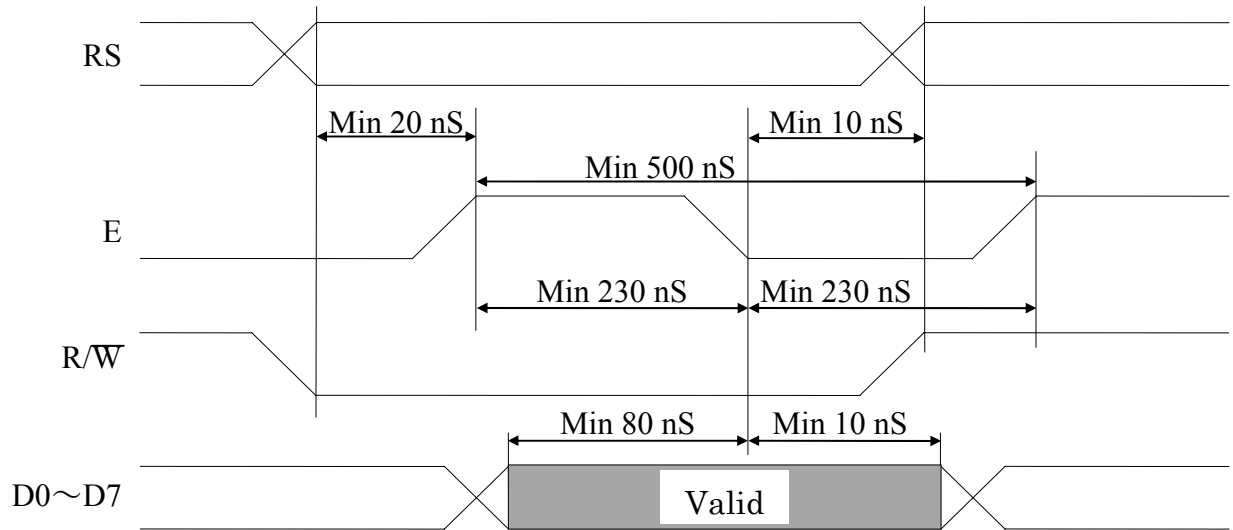 RS
Min 20 nS
Min 10 nS
Min 500 nS
E
Min 230 nS
Min 230 nS
R/W̅
Min 80 nS
Min 10 nS
D0～D7
Valid